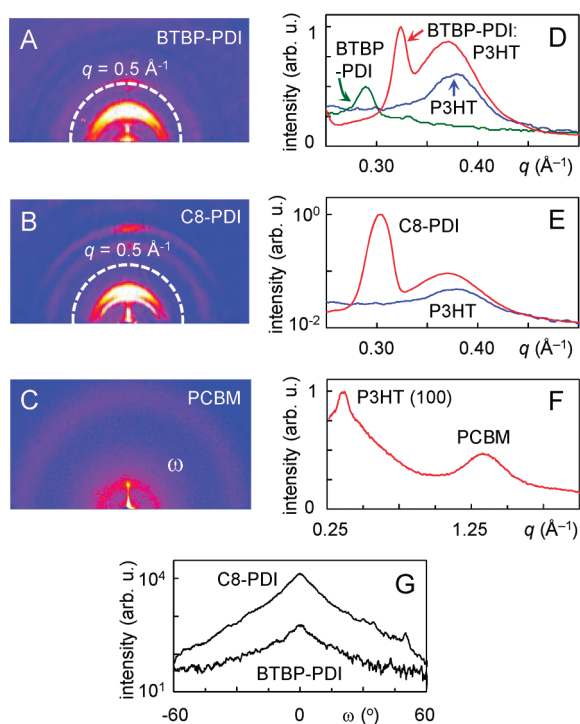 A
BTBP-PDI
q = 0.5 Å⁻¹
B
C8-PDI
q = 0.5 Å⁻¹
C
PCBM
ω
D
intensity (arb. u.)
1
0
BTBP
-PDI
BTBP-PDI:
P3HT
P3HT
0.30
0.40
q (Å⁻¹)
E
intensity (arb. u.)
10⁰
10⁻²
C8-PDI
P3HT
0.30
0.40
q (Å⁻¹)
F
intensity (arb. u.)
1
0
P3HT (100)
PCBM
0.25
1.25
q (Å⁻¹)
G
intensity (arb. u.)
10⁴
10¹
C8-PDI
BTBP-PDI
-60
0
ω (°)
60